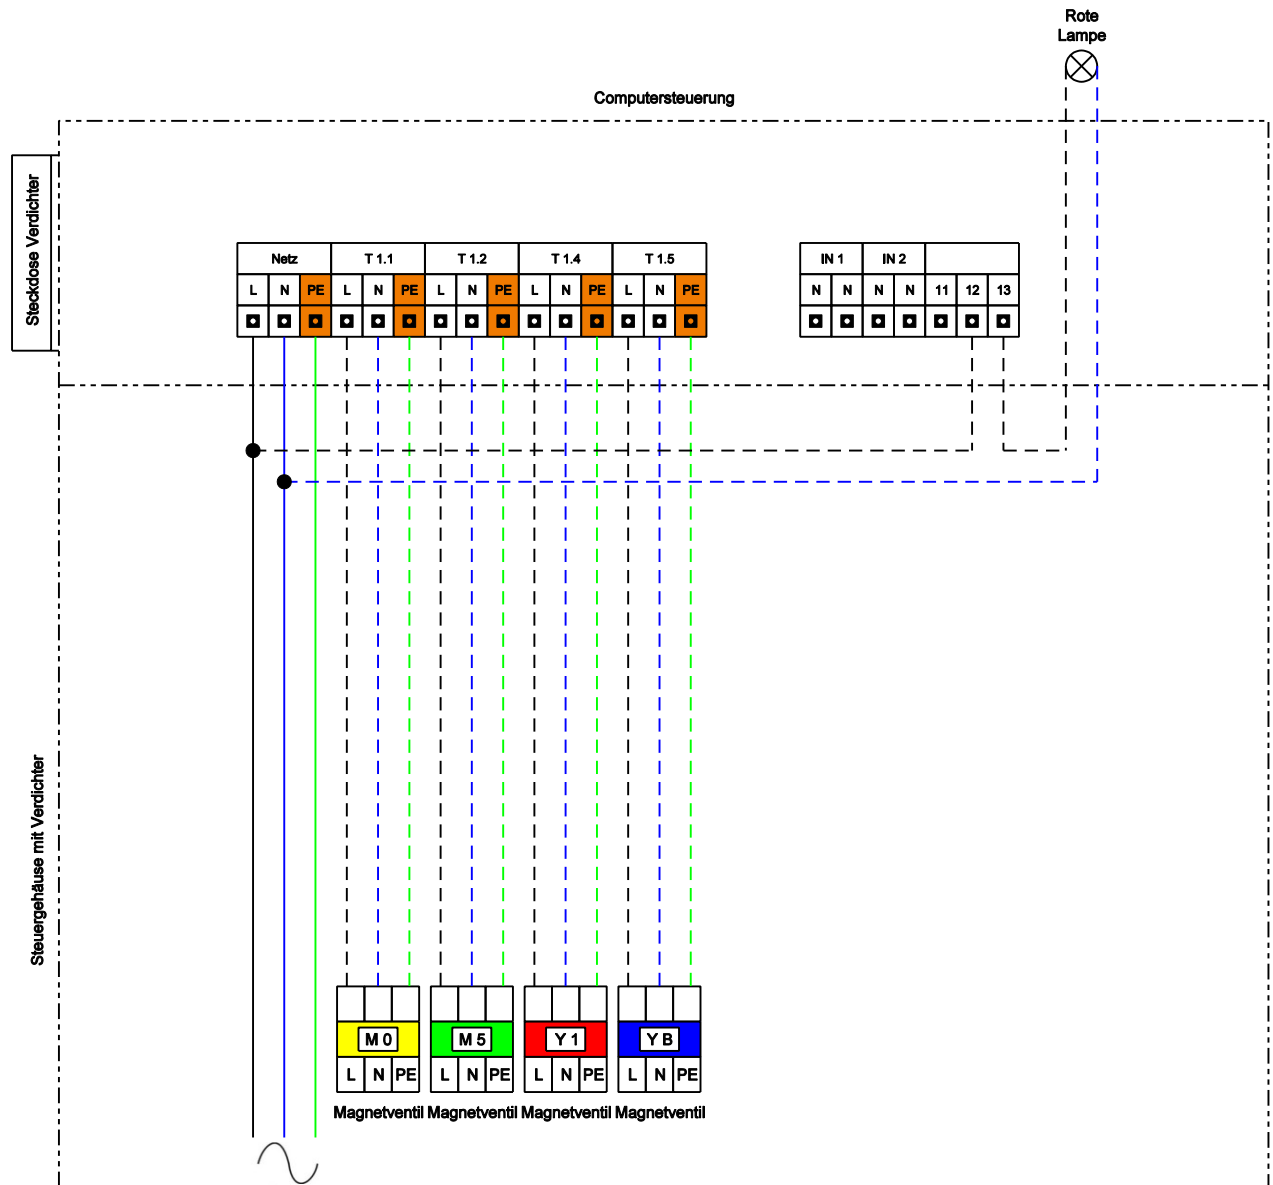 Rote
Lampe
Computersteuerung
Steckdose Verdichter
Netz T 1.1 T 1.2 T 1.4 T 1.5
L N PE L N PE L N PE L N PE L N PE
IN 1 IN 2
N N N N 11 12 13
Steuergehäuse mit Verdichter
M 0 M 5 Y 1 Y B
L N PE L N PE L N PE L N PE
Magnetventil Magnetventil Magnetventil Magnetventil